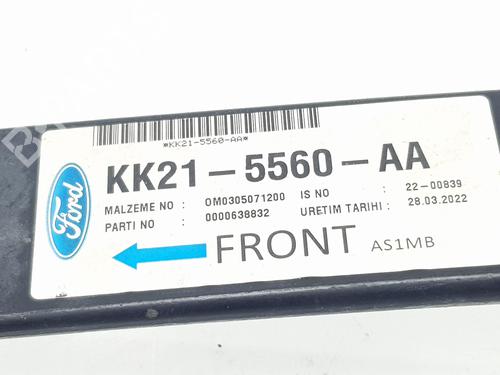 *KK21-5560-AA*
Ford
KK21-5560-AA
MALZEME NO : OM0305071200 IS NO : 22-00839
PARTI NO : 0000638832 URETIM TARIHI : 28.03.2022
FRONT AS1MB